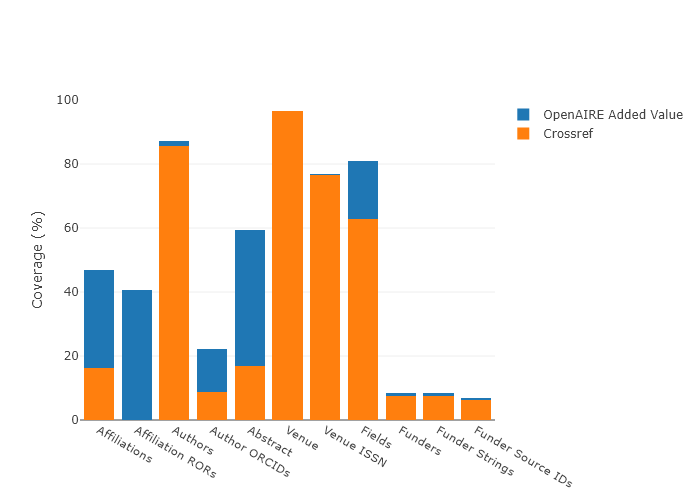 100
80
60
40
20
0
Coverage (%)
OpenAIRE Added Value
Crossref
Affiliations
Affiliation RORs
Authors
Author ORCIDs
Abstract
Venue
Venue ISSN
Fields
Funders
Funder Strings
Funder Source IDs